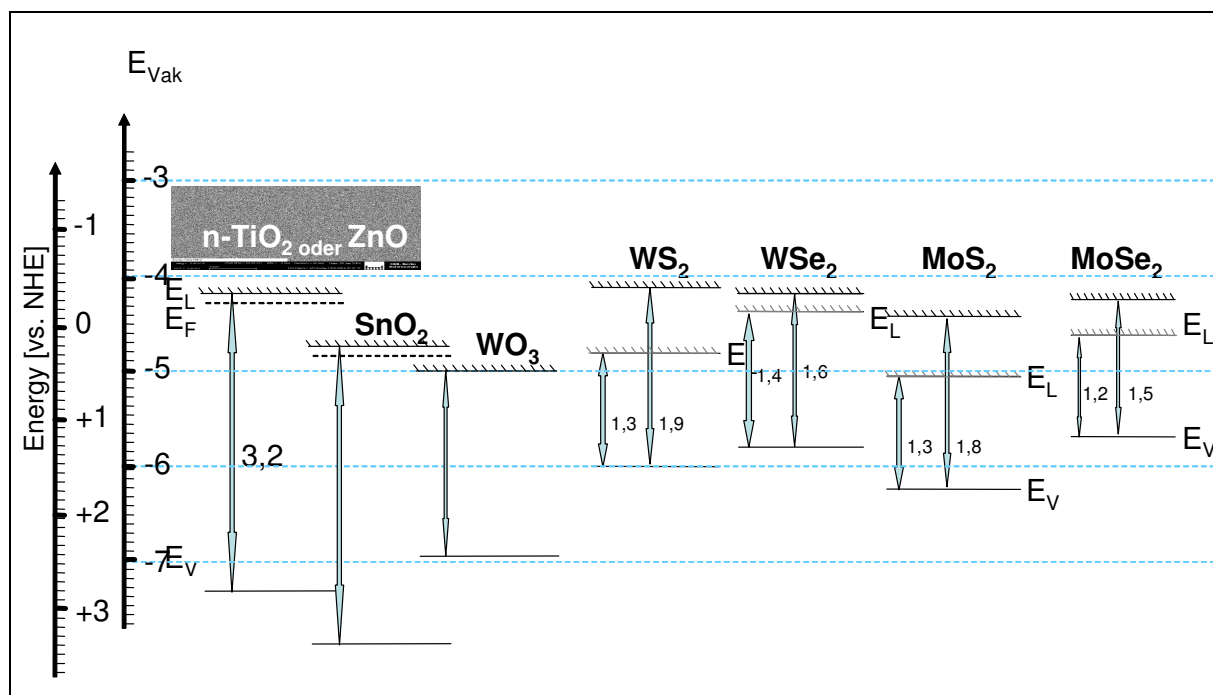 E_Vak
Energy [vs. NHE]
-1
0
+1
+2
+3
-3
-4
-5
-6
-7
n-TiO₂ oder ZnO
E_L
E_F
3,2
E_V
SnO₂
WO₃
WS₂
E
1,3
1,9
WSe₂
E_L
1,4
1,6
MoS₂
E_L
1,3
1,8
E_V
MoSe₂
E_L
1,2
1,5
E_V